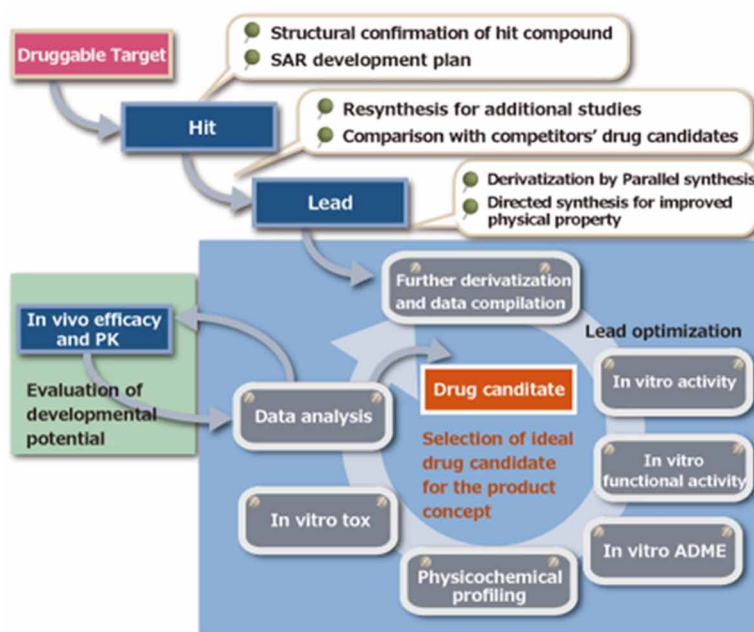 Druggable Target
Structural confirmation of hit compound
SAR development plan
Hit
Resynthesis for additional studies
Comparison with competitors' drug candidates
Lead
Derivatization by Parallel synthesis
Directed synthesis for improved
physical property
Further derivatization
and data compilation
In vivo efficacy
and PK
Evaluation of
developmental
potential
Lead optimization
In vitro activity
Data analysis
Drug canditate
Selection of ideal
drug candidate
for the product
concept
In vitro
functional activity
In vitro tox
In vitro ADME
Physicochemical
profiling